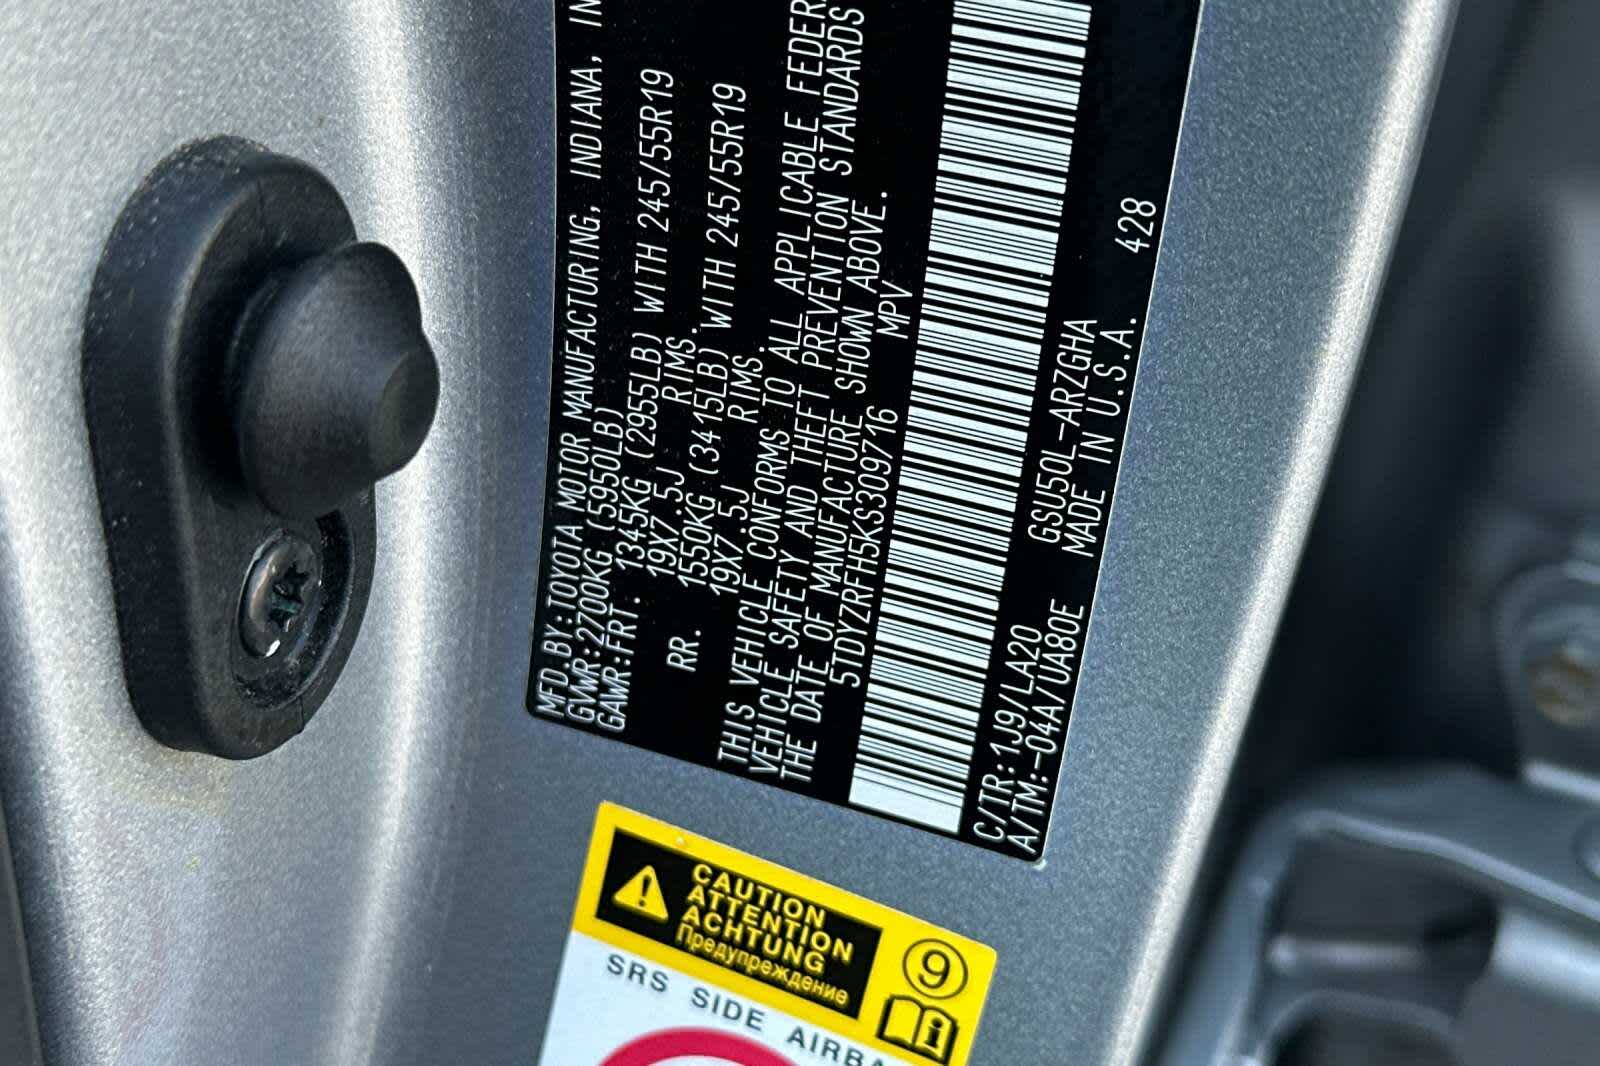 MFD.BY:TOYOTA MOTOR MANUFACTURING, INDIANA,
GVWR:2700KG(5950LB)
GAWR:FRT. 1345KG(2955LB) WITH 245/55R19
19X7.5J RIMS.
RR. 1550KG(3415LB) WITH 245/55R19
19X7.5J RIMS.
THIS VEHICLE CONFORMS TO ALL APPLICABLE
VEHICLE SAFETY AND THEFT PREVENTION STANDARDS
THE DATE OF MANUFACTURE SHOWN ABOVE.
5TDYZRFH5KS309716 MPV
428
C/TR:1J9/LA20 GSU50L-ARZGHA
A/TM:-04A/UA80E MADE IN U.S.A.
CAUTION
ATTENTION
ACHTUNG
Предупреждение
9
i
SRS SIDE